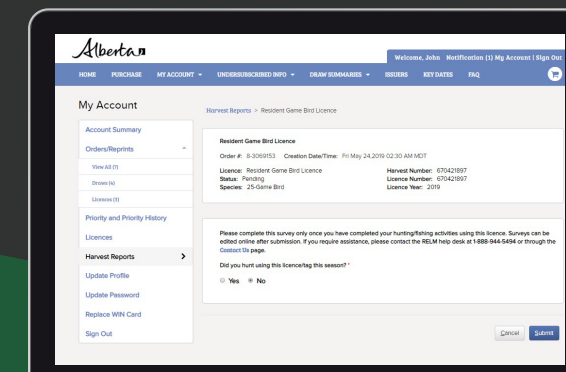 Alberta
Welcome, John Notification (1) My Account | Sign Out
HOME PURCHASE MY ACCOUNT UNDERSUBSCRIBED INFO DRAW SUMMARIES ISSUERS KEY DATES FAQ
My Account
Harvest Reports > Resident Game Bird Licence
Account Summary
Orders/Reprints
View All (7)
Draws (4)
Licences (3)
Priority and Priority History
Licences
Harvest Reports >
Update Profile
Update Password
Replace WIN Card
Sign Out
Resident Game Bird Licence
Order #: 8-3069153 Creation Date/Time: Fri May 24,2019 02:30 AM MDT
Licence: Resident Game Bird Licence Harvest Number: 670421897
Status: Pending Licence Number: 670421897
Species: 25-Game Bird Licence Year: 2019
Please complete this survey only once you have completed your hunting/fishing activities using this licence. Surveys can be
edited online after submission. If you require assistance, please contact the RELM help desk at 1-888-944-5494 or through the
Contact Us page.
Did you hunt using this licence/tag this season? *
Yes No
Cancel Submit